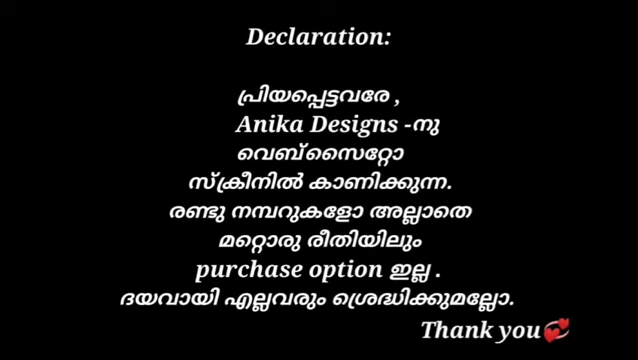 Declaration:
പ്രിയപ്പെട്ടവരേ ,
Anika Designs -നു
വെബ്സൈറ്റോ
സ്ക്രീനിൽ കാണിക്കുന്ന.
രണ്ടു നമ്പറുകളോ അല്ലാതെ
മറ്റൊരു രീതിയിലും
purchase option ഇല്ല .
ദയവായി എല്ലവരും ശ്രെദ്ധിക്കുമല്ലോ.
Thank you💞